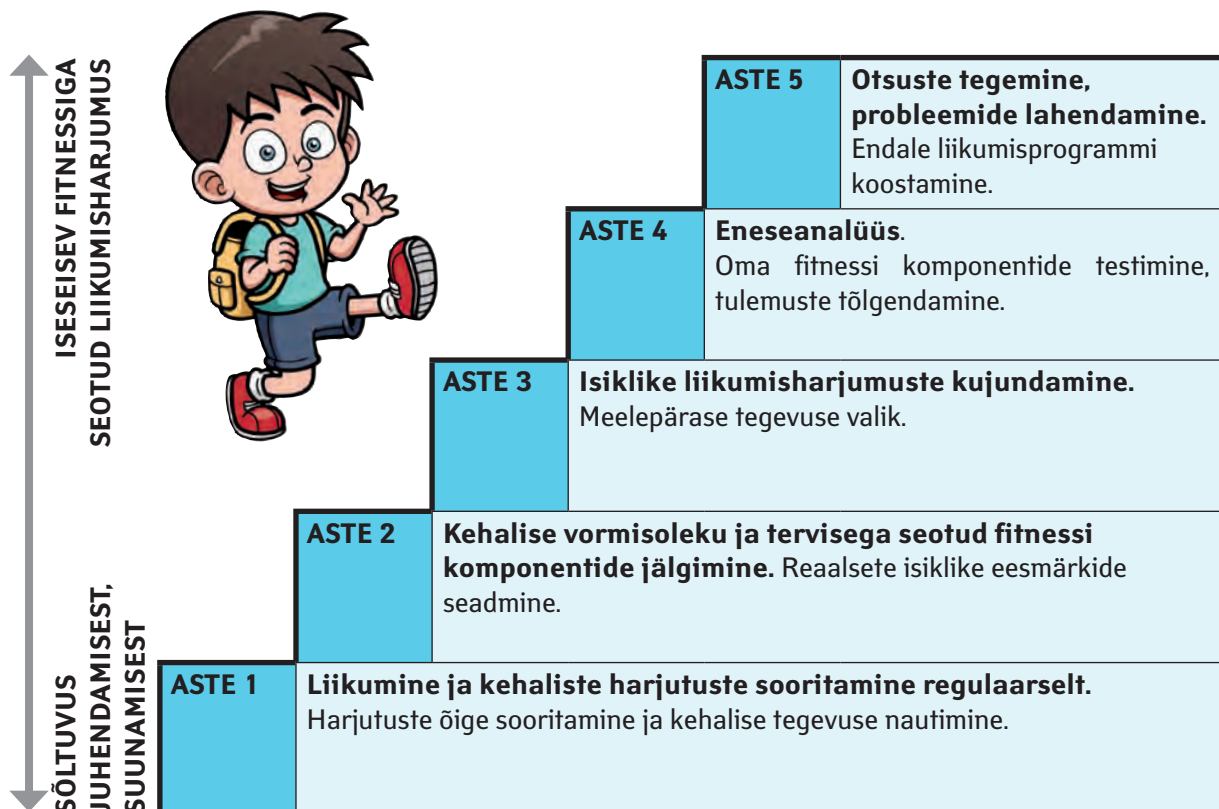 ISESEISEV FITNESSIGA
SEOTUD LIIKUMISHARJUMUS
ASTE 5
Otsuste tegemine,
probleemide lahendamine.
Endale liikumisprogrammi
koostamine.
ASTE 4
Eneseanalüüs.
Oma fitnessi komponentide testimine,
tulemuste tõlgendamine.
ASTE 3
Isiklike liikumisharjumuste kujundamine.
Meelepärase tegevuse valik.
ASTE 2
Kehalise vormisoleku ja tervisega seotud fitnessi
komponentide jälgimine. Reaalsete isiklike eesmärkide
seadmine.
SÕLTUVUS
JUHENDAMISEST,
SUUNAMISEST
ASTE 1
Liikumine ja kehaliste harjutuste sooritamine regulaarselt.
Harjutuste õige sooritamine ja kehalise tegevuse nautimine.